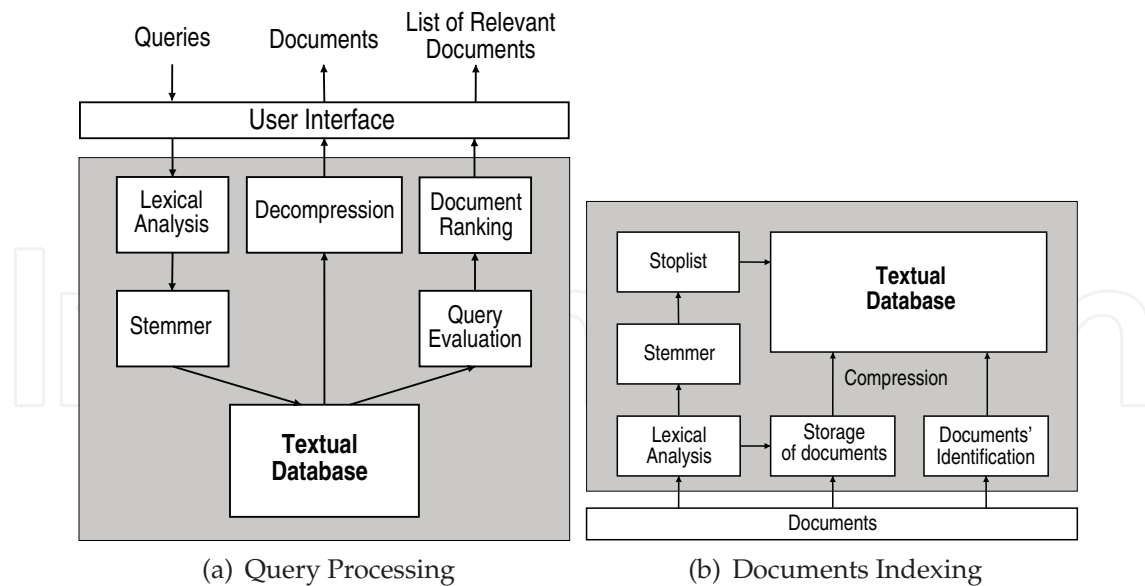 Queries
Documents
List of Relevant
Documents
User Interface
Lexical
Analysis
Decompression
Document
Ranking
Stemmer
Query
Evaluation
Textual
Database
(a) Query Processing
Stoplist
Textual
Database
Stemmer
Compression
Lexical
Analysis
Storage
of documents
Documents'
Identification
Documents
(b) Documents Indexing